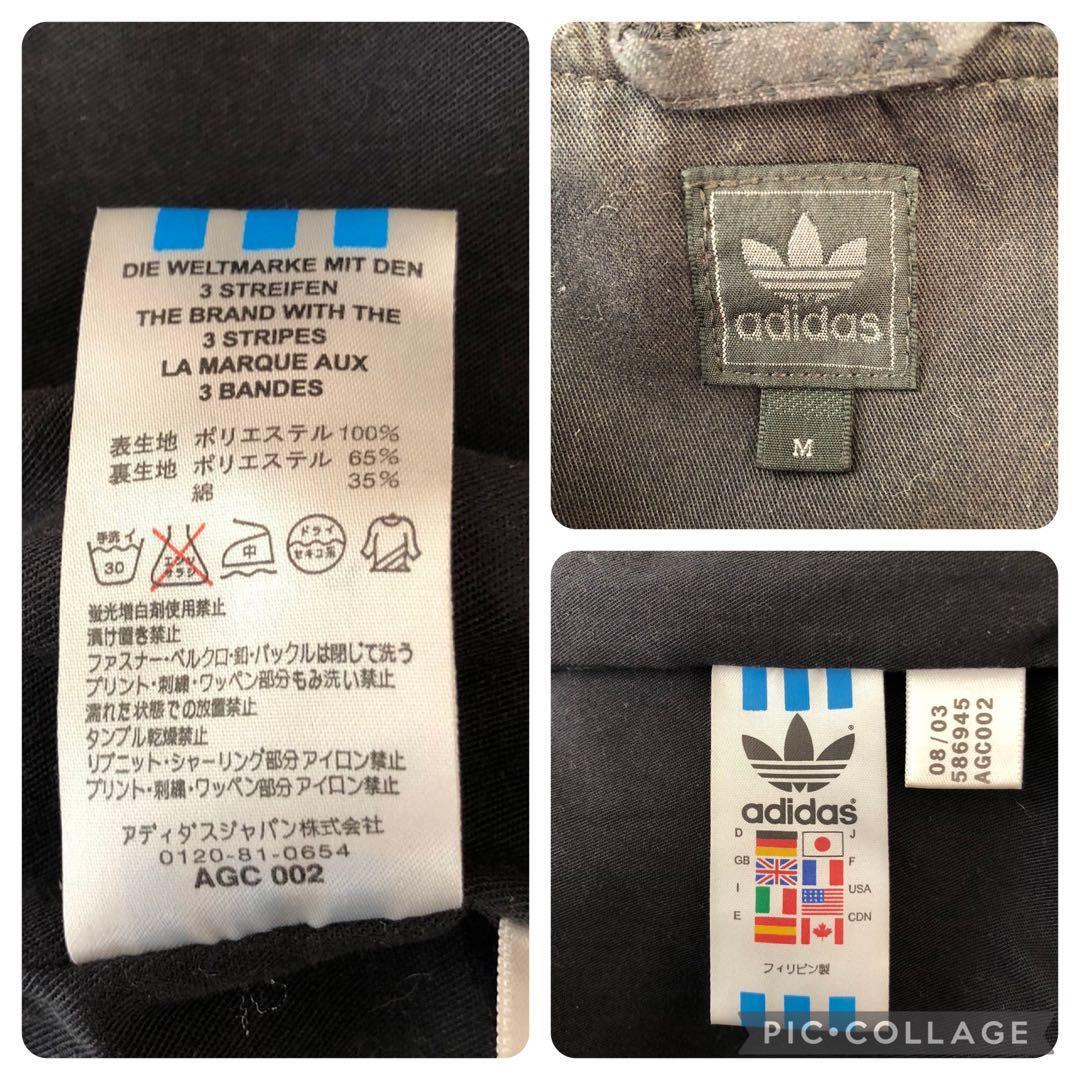 DIE WELTMARKE MIT DEN
3 STREIFEN
THE BRAND WITH THE
3 STRIPES
LA MARQUE AUX
3 BANDES
表生地 ポリエステル 100%
裏生地 ポリエステル 65%
綿 35%
手洗イ
30
エンソ
サラシ
中
ドライ
セキユ系
蛍光増白剤使用禁止
漬け置き禁止
ファスナー・ベルクロ・釦・バックルは閉じて洗う
プリント・刺繍・ワッペン部分もみ洗い禁止
濡れた状態での放置禁止
タンブル乾燥禁止
リブニット・シャーリング部分アイロン禁止
プリント・刺繍・ワッペン部分アイロン禁止
アディダスジャパン株式会社
0120-81-0654
AGC 002
adidas
M
adidas®
D J
GB F
I USA
E CDN
フィリピン製
08/03
586945
AGC002
PIC•COLLAGE